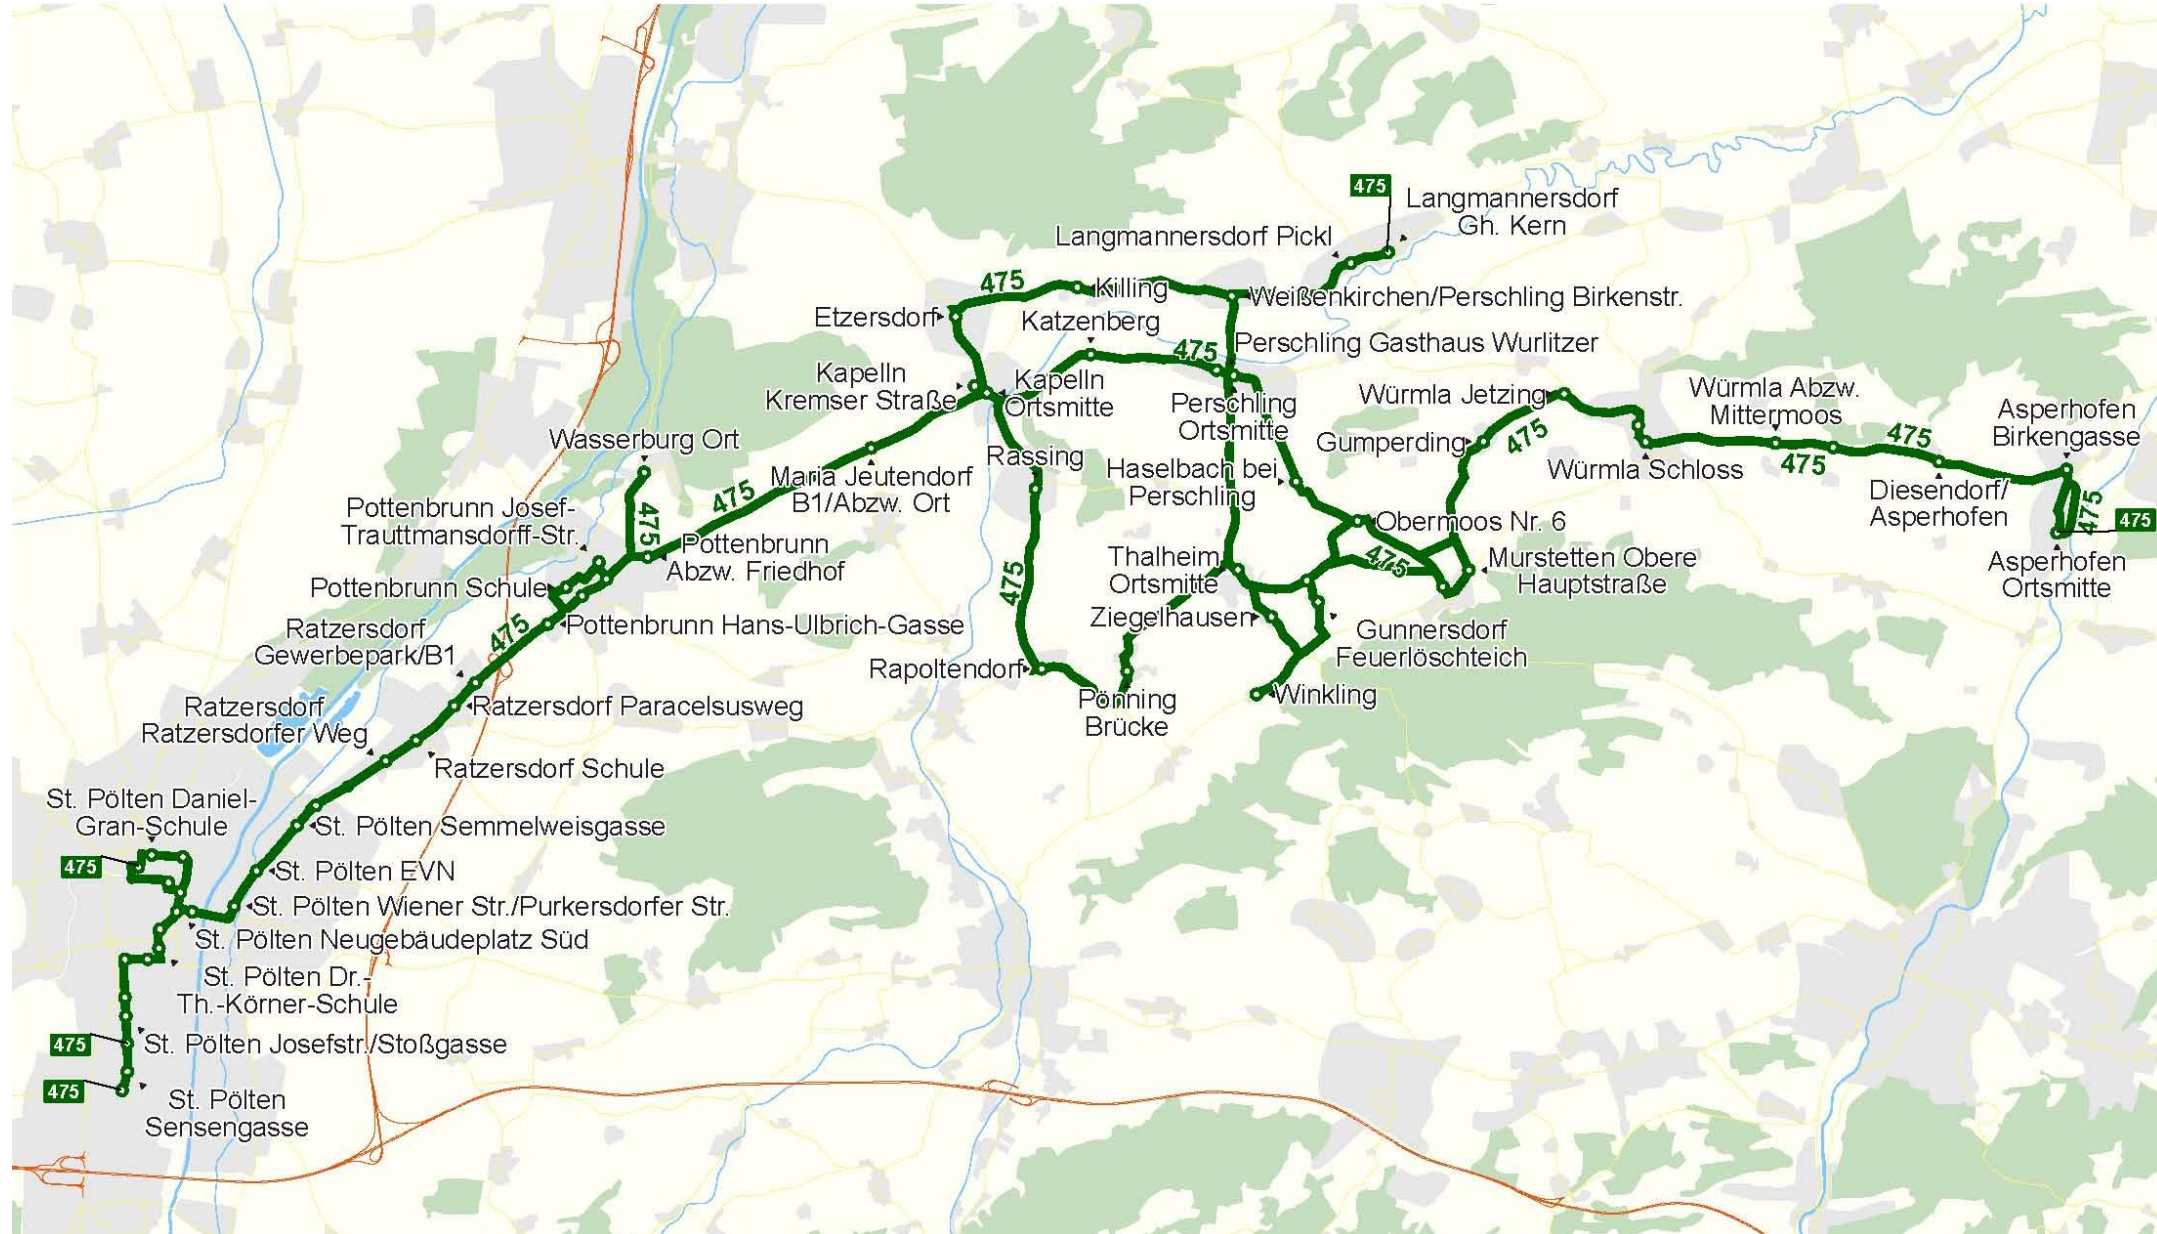 475
Langmannersdorf
Gh. Kern
Langmannersdorf Pickl
475
Killing
Weißenkirchen/Perschling Birkenstr.
Etzersdorf
Katzenberg
475
Perschling Gasthaus Wurlitzer
Kapelln
Kremser Straße
Kapelln
Ortsmitte
Perschling
Ortsmitte
Würmla Jetzing
Würmla Abzw.
Mittermoos
Asperhofen
Birkengasse
Gumperding
475
475
475
Würmla Schloss
Diesendorf/
Asperhofen
475
475
Asperhofen
Ortsmitte
Wasserburg Ort
475
475
Maria Jeutendorf
B1/Abzw. Ort
Rassing
Haselbach bei
Perschling
Obermoos Nr. 6
475
Murstetten Obere
Hauptstraße
Pottenbrunn Josef-
Trauttmansdorff-Str.
Pottenbrunn
Abzw. Friedhof
Thalheim
Ortsmitte
475
Pottenbrunn Schule
Ziegelhausen
Gunnersdorf
Feuerlöschteich
475
Pottenbrunn Hans-Ulbrich-Gasse
Ratzersdorf
Gewerbepark/B1
Rapoltendorf
Pönning
Brücke
Winkling
Ratzersdorf
Ratzersdorfer Weg
Ratzersdorf Paracelsusweg
Ratzersdorf Schule
St. Pölten Daniel-
Gran-Schule
St. Pölten Semmelweisgasse
475
St. Pölten EVN
St. Pölten Wiener Str./Purkersdorfer Str.
St. Pölten Neugebäudeplatz Süd
St. Pölten Dr.-
Th.-Körner-Schule
475
St. Pölten Josefstr./Stoßgasse
475
St. Pölten
Sensengasse